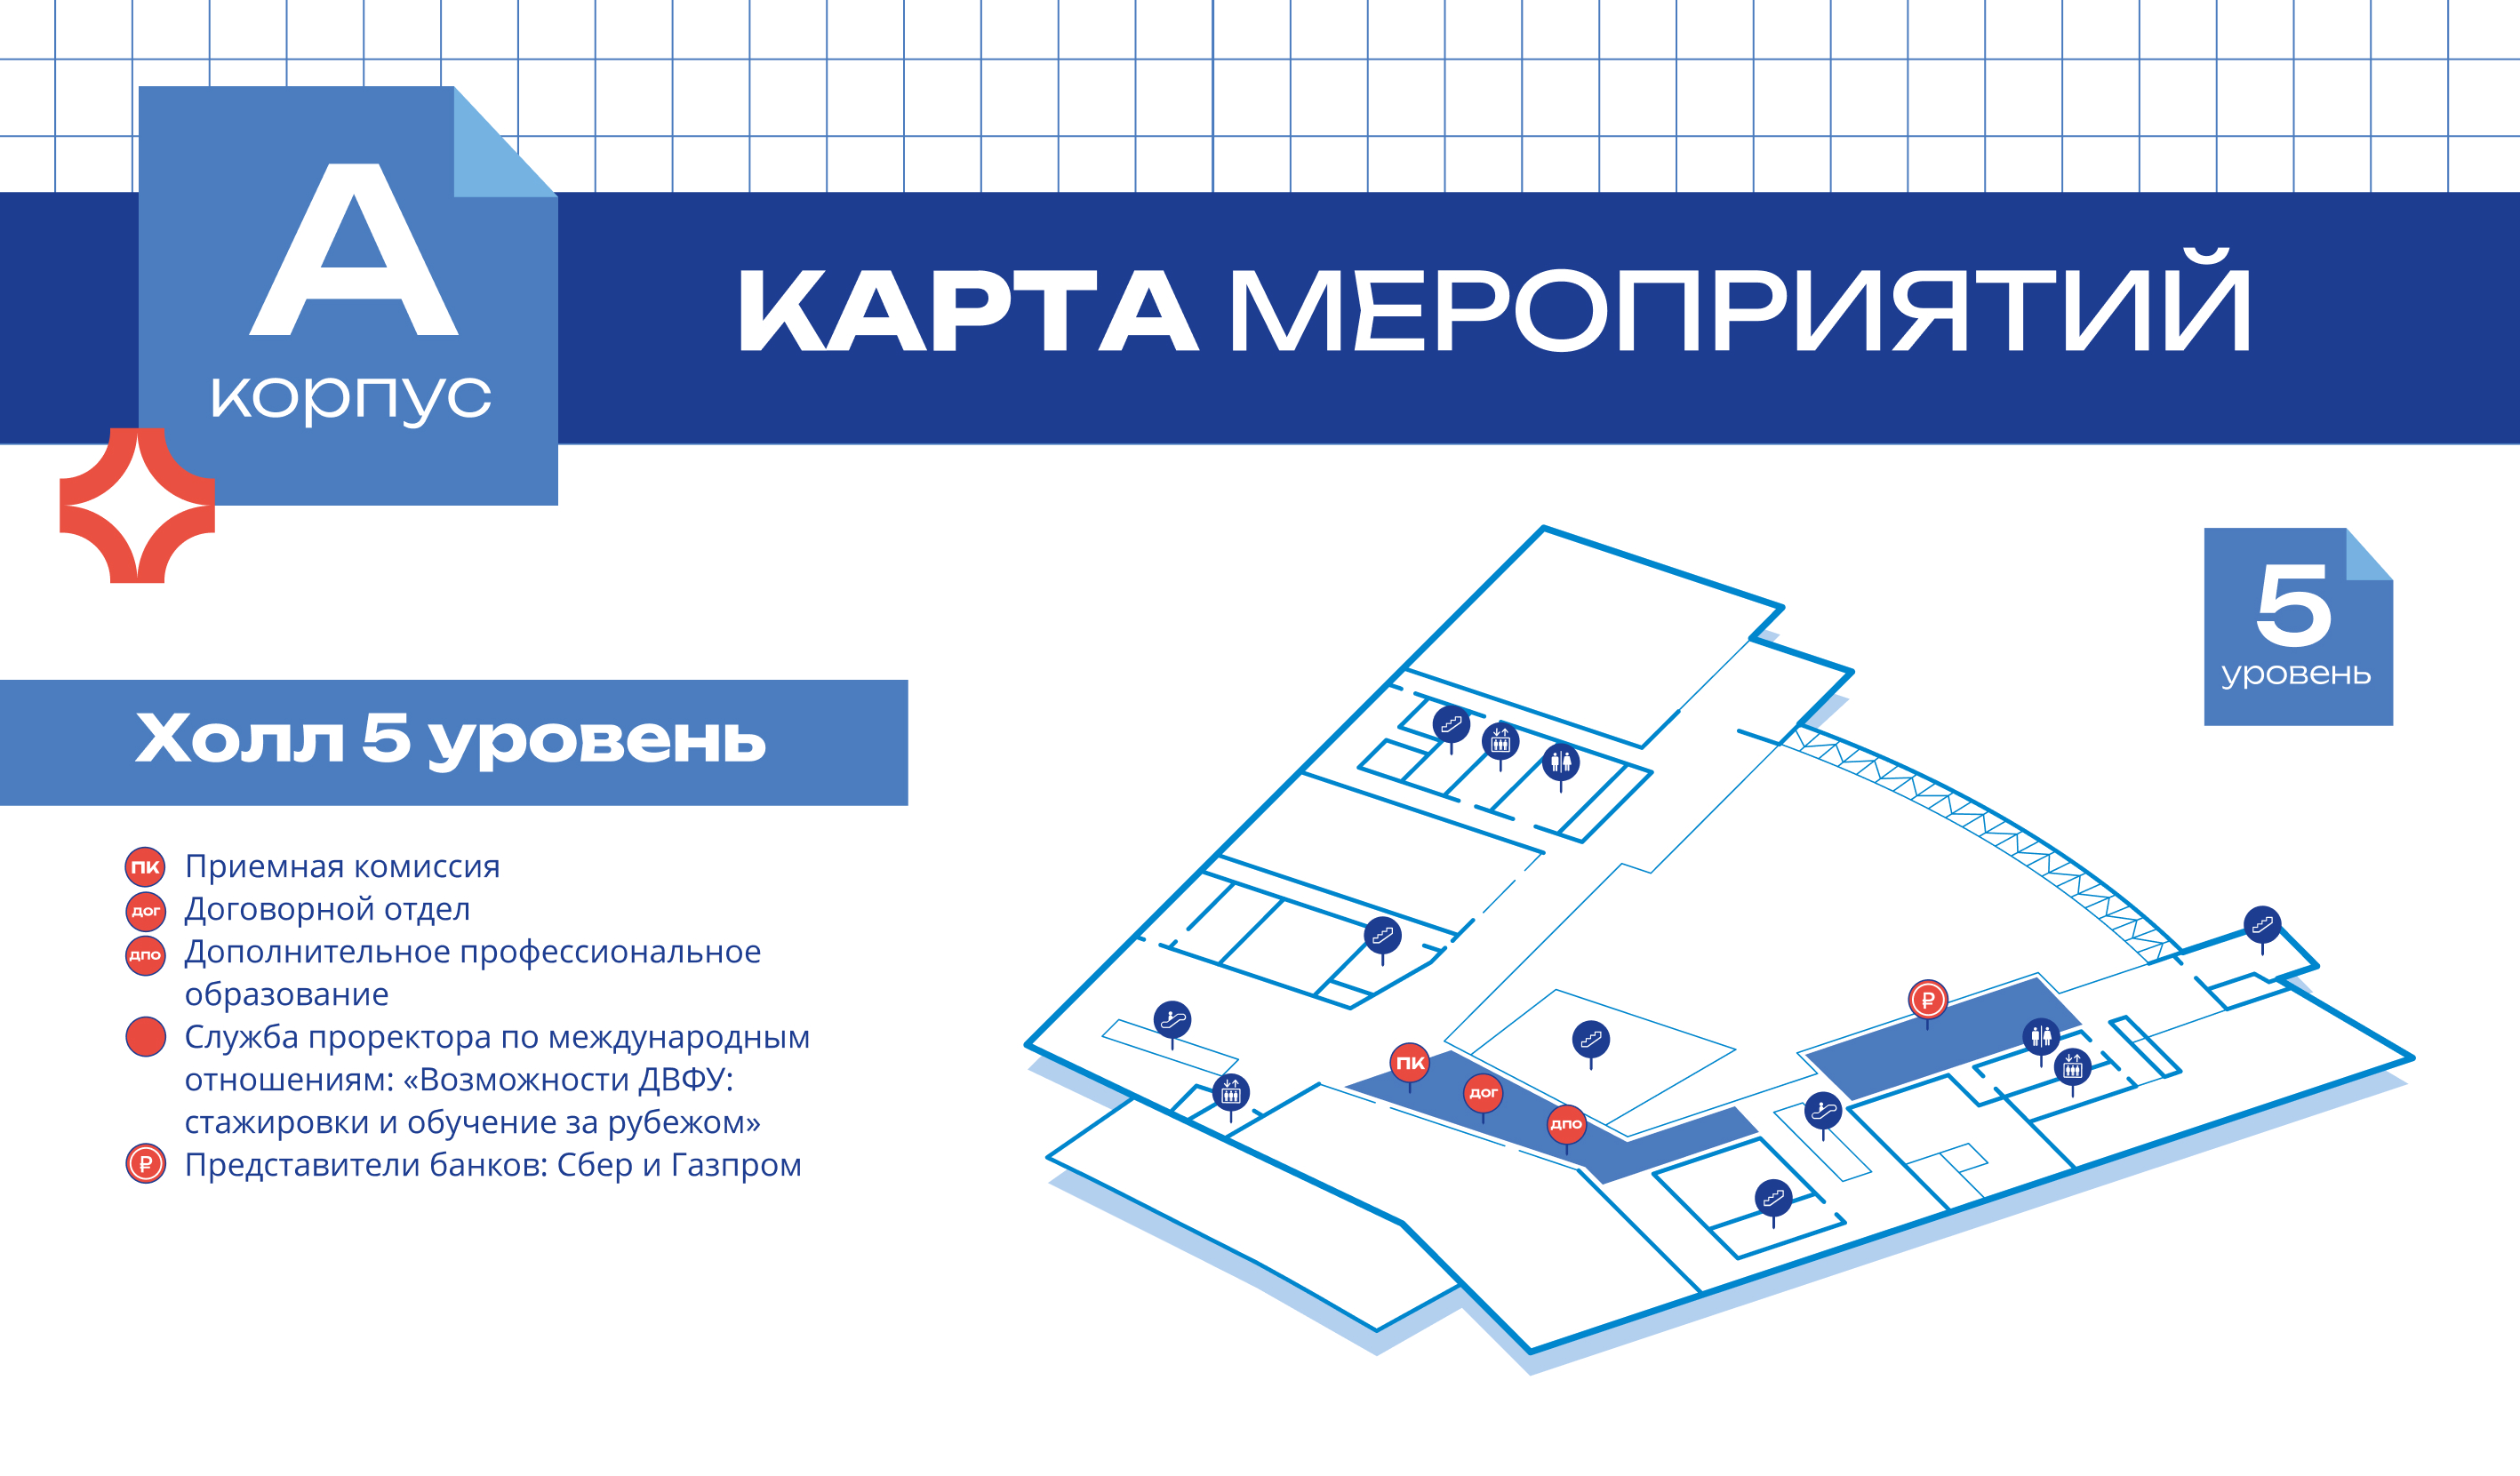 А
корпус
КАРТА МЕРОПРИЯТИЙ
5
уровень
Холл 5 уровень
ПК Приемная комиссия
ДОГ Договорной отдел
ДПО Дополнительное профессиональное
образование
Служба проректора по международным
отношениям: «Возможности ДВФУ:
стажировки и обучение за рубежом»
₽ Представители банков: Сбер и Газпром
₽
ПК
ДОГ
ДПО